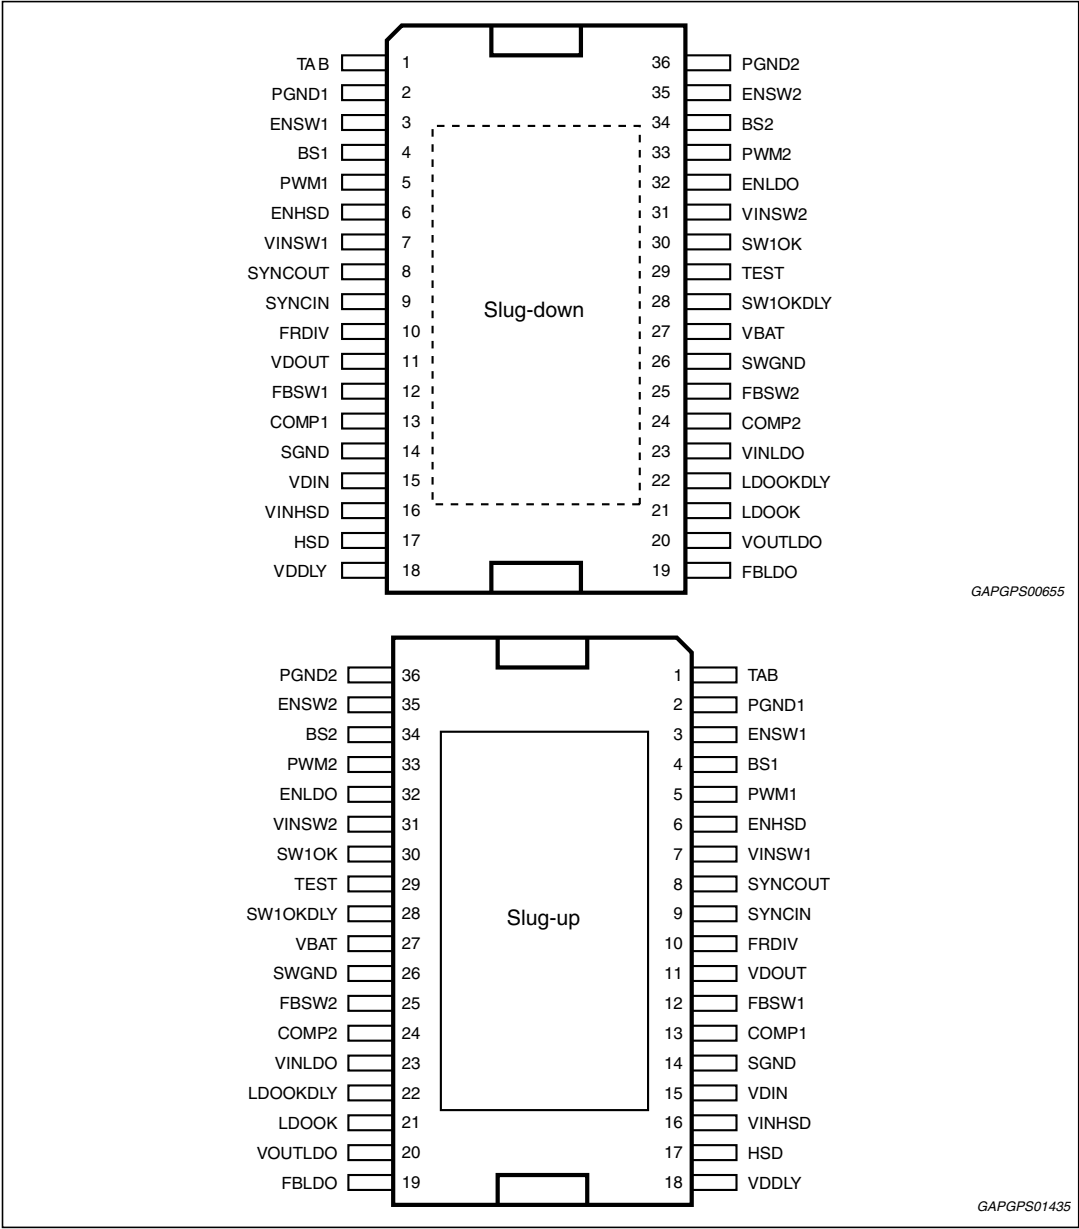 TAB 1 36 PGND2
PGND1 2 35 ENSW2
ENSW1 3 34 BS2
BS1 4 33 PWM2
PWM1 5 32 ENLDO
ENHSD 6 31 VINSW2
VINSW1 7 30 SW1OK
SYNCOUT 8 29 TEST
SYNCIN 9 28 SW1OKDLY
Slug-down
FRDIV 10 27 VBAT
VDOUT 11 26 SWGND
FBSW1 12 25 FBSW2
COMP1 13 24 COMP2
SGND 14 23 VINLDO
VDIN 15 22 LDOOKDLY
VINHSD 16 21 LDOOK
HSD 17 20 VOUTLDO
VDDLY 18 19 FBLDO
GAPGPS00655
PGND2 36 1 TAB
ENSW2 35 2 PGND1
BS2 34 3 ENSW1
PWM2 33 4 BS1
ENLDO 32 5 PWM1
VINSW2 31 6 ENHSD
SW1OK 30 7 VINSW1
TEST 29 8 SYNCOUT
SW1OKDLY 28 9 SYNCIN
Slug-up
VBAT 27 10 FRDIV
SWGND 26 11 VDOUT
FBSW2 25 12 FBSW1
COMP2 24 13 COMP1
VINLDO 23 14 SGND
LDOOKDLY 22 15 VDIN
LDOOK 21 16 VINHSD
VOUTLDO 20 17 HSD
FBLDO 19 18 VDDLY
GAPGPS01435